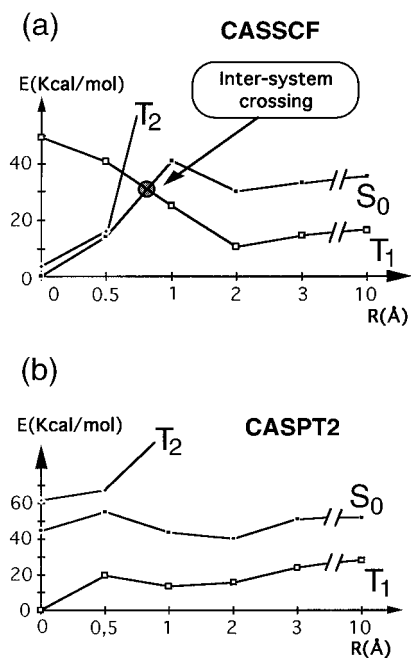 (a)
CASSCF
E(Kcal/mol)
Inter-system
crossing
T2
40
20
0
S0
T1
0 0.5 1 2 3 10
R(Å)
(b)
E(Kcal/mol)
CASPT2
T2
60
40
20
0
S0
T1
0 0,5 1 2 3 10
R(Å)